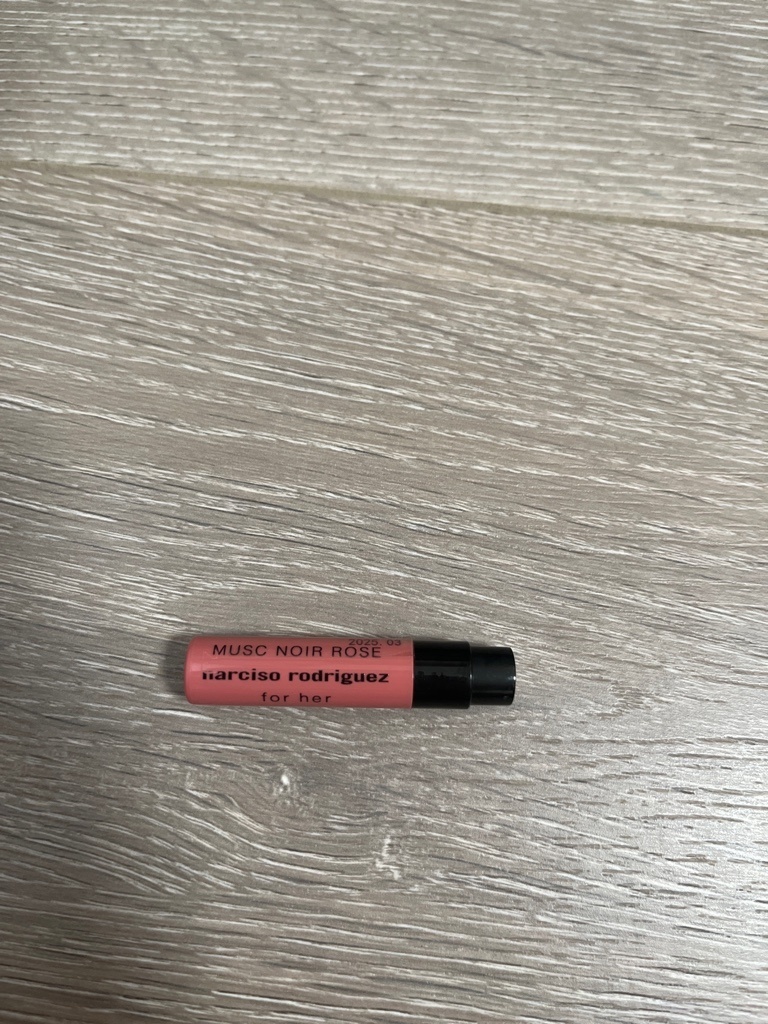 2025. 03
MUSC NOIR ROSE
narciso rodriguez
for her